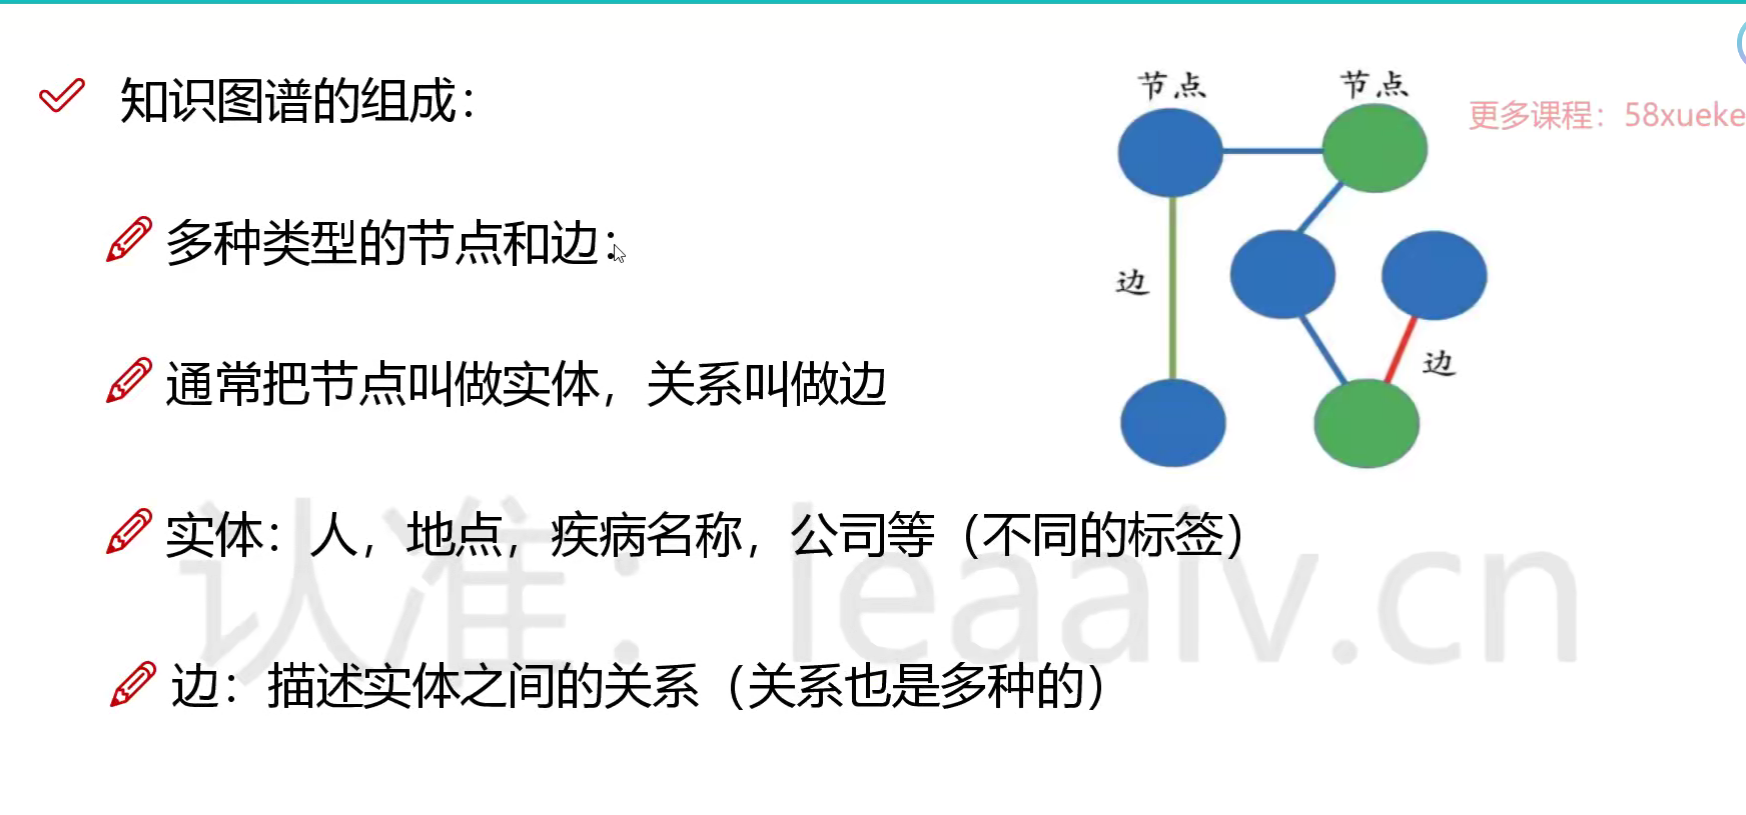 知识图谱的组成：
节点
节点
更多课程：58xueke
多种类型的节点和边：
边
通常把节点叫做实体，关系叫做边
边
实体：人，地点，疾病名称，公司等（不同的标签）
认准：leaaiv.cn
边：描述实体之间的关系（关系也是多种的）